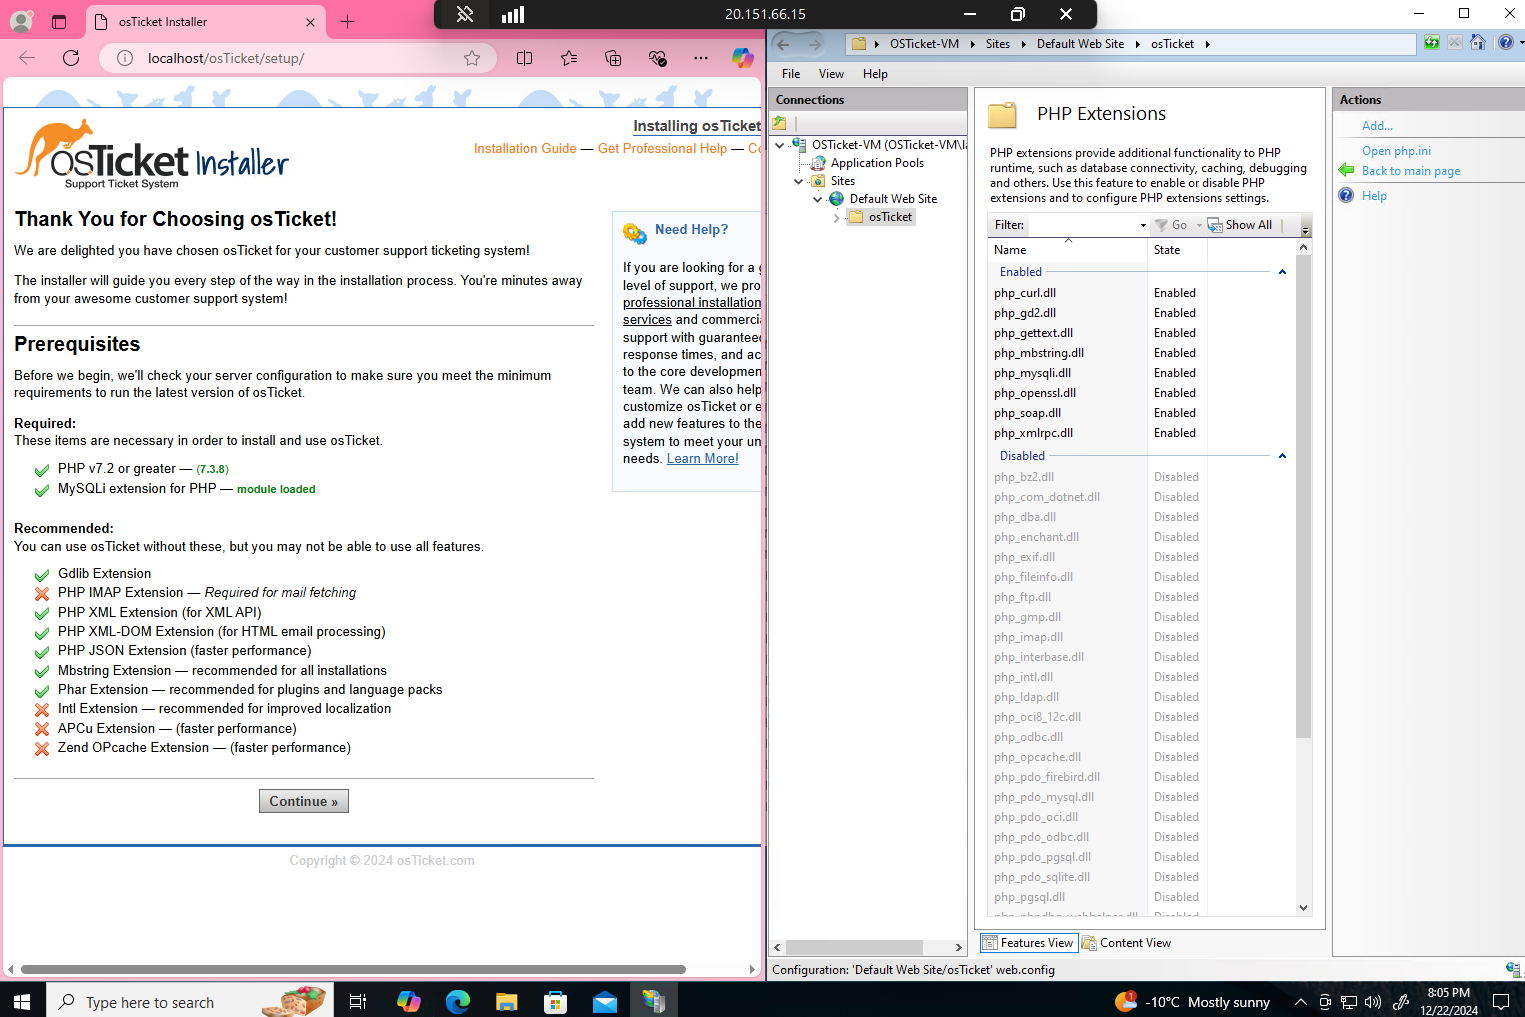 osTicket Installer
20.151.66.15
localhost/osTicket/setup/
osTicket Installer
Support Ticket System
Installing osTicket
Installation Guide — Get Professional Help —
Thank You for Choosing osTicket!
We are delighted you have chosen osTicket for your customer support ticketing system!
The installer will guide you every step of the way in the installation process. You're minutes away
from your awesome customer support system!
Prerequisites
Before we begin, we'll check your server configuration to make sure you meet the minimum
requirements to run the latest version of osTicket.
Required:
These items are necessary in order to install and use osTicket.
PHP v7.2 or greater — (7.3.8)
MySQLi extension for PHP — module loaded
Recommended:
You can use osTicket without these, but you may not be able to use all features.
Gdlib Extension
PHP IMAP Extension — Required for mail fetching
PHP XML Extension (for XML API)
PHP XML-DOM Extension (for HTML email processing)
PHP JSON Extension (faster performance)
Mbstring Extension — recommended for all installations
Phar Extension — recommended for plugins and language packs
Intl Extension — recommended for improved localization
APCu Extension — (faster performance)
Zend OPcache Extension — (faster performance)
Continue »
Copyright © 2024 osTicket.com
Need Help?
If you are looking for a
level of support, we pro
professional installation
services and commerci
support with guaranteed
response times, and ac
to the core developmen
team. We can also help
customize osTicket or e
add new features to the
system to meet your un
needs. Learn More!
OSTicket-VM
Sites
Default Web Site
osTicket
File
View
Help
Connections
OSTicket-VM (OSTicket-VM\la
Application Pools
Sites
Default Web Site
osTicket
PHP Extensions
PHP extensions provide additional functionality to PHP
runtime, such as database connectivity, caching, debugging
and others. Use this feature to enable or disable PHP
extensions and to configure PHP extensions settings.
Filter:
Go
Show All
Name State
Enabled
php_curl.dll Enabled
php_gd2.dll Enabled
php_gettext.dll Enabled
php_mbstring.dll Enabled
php_mysqli.dll Enabled
php_openssl.dll Enabled
php_soap.dll Enabled
php_xmlrpc.dll Enabled
Disabled
php_bz2.dll Disabled
php_com_dotnet.dll Disabled
php_dba.dll Disabled
php_enchant.dll Disabled
php_exif.dll Disabled
php_fileinfo.dll Disabled
php_ftp.dll Disabled
php_gmp.dll Disabled
php_imap.dll Disabled
php_interbase.dll Disabled
php_intl.dll Disabled
php_ldap.dll Disabled
php_oci8_12c.dll Disabled
php_odbc.dll Disabled
php_opcache.dll Disabled
php_pdo_firebird.dll Disabled
php_pdo_mysql.dll Disabled
php_pdo_oci.dll Disabled
php_pdo_odbc.dll Disabled
php_pdo_pgsql.dll Disabled
php_pdo_sqlite.dll Disabled
php_pgsql.dll Disabled
Features View
Content View
Actions
Add...
Open php.ini
Back to main page
Help
Configuration: 'Default Web Site/osTicket' web.config
Type here to search
1
-10°C Mostly sunny
8:05 PM
12/22/2024